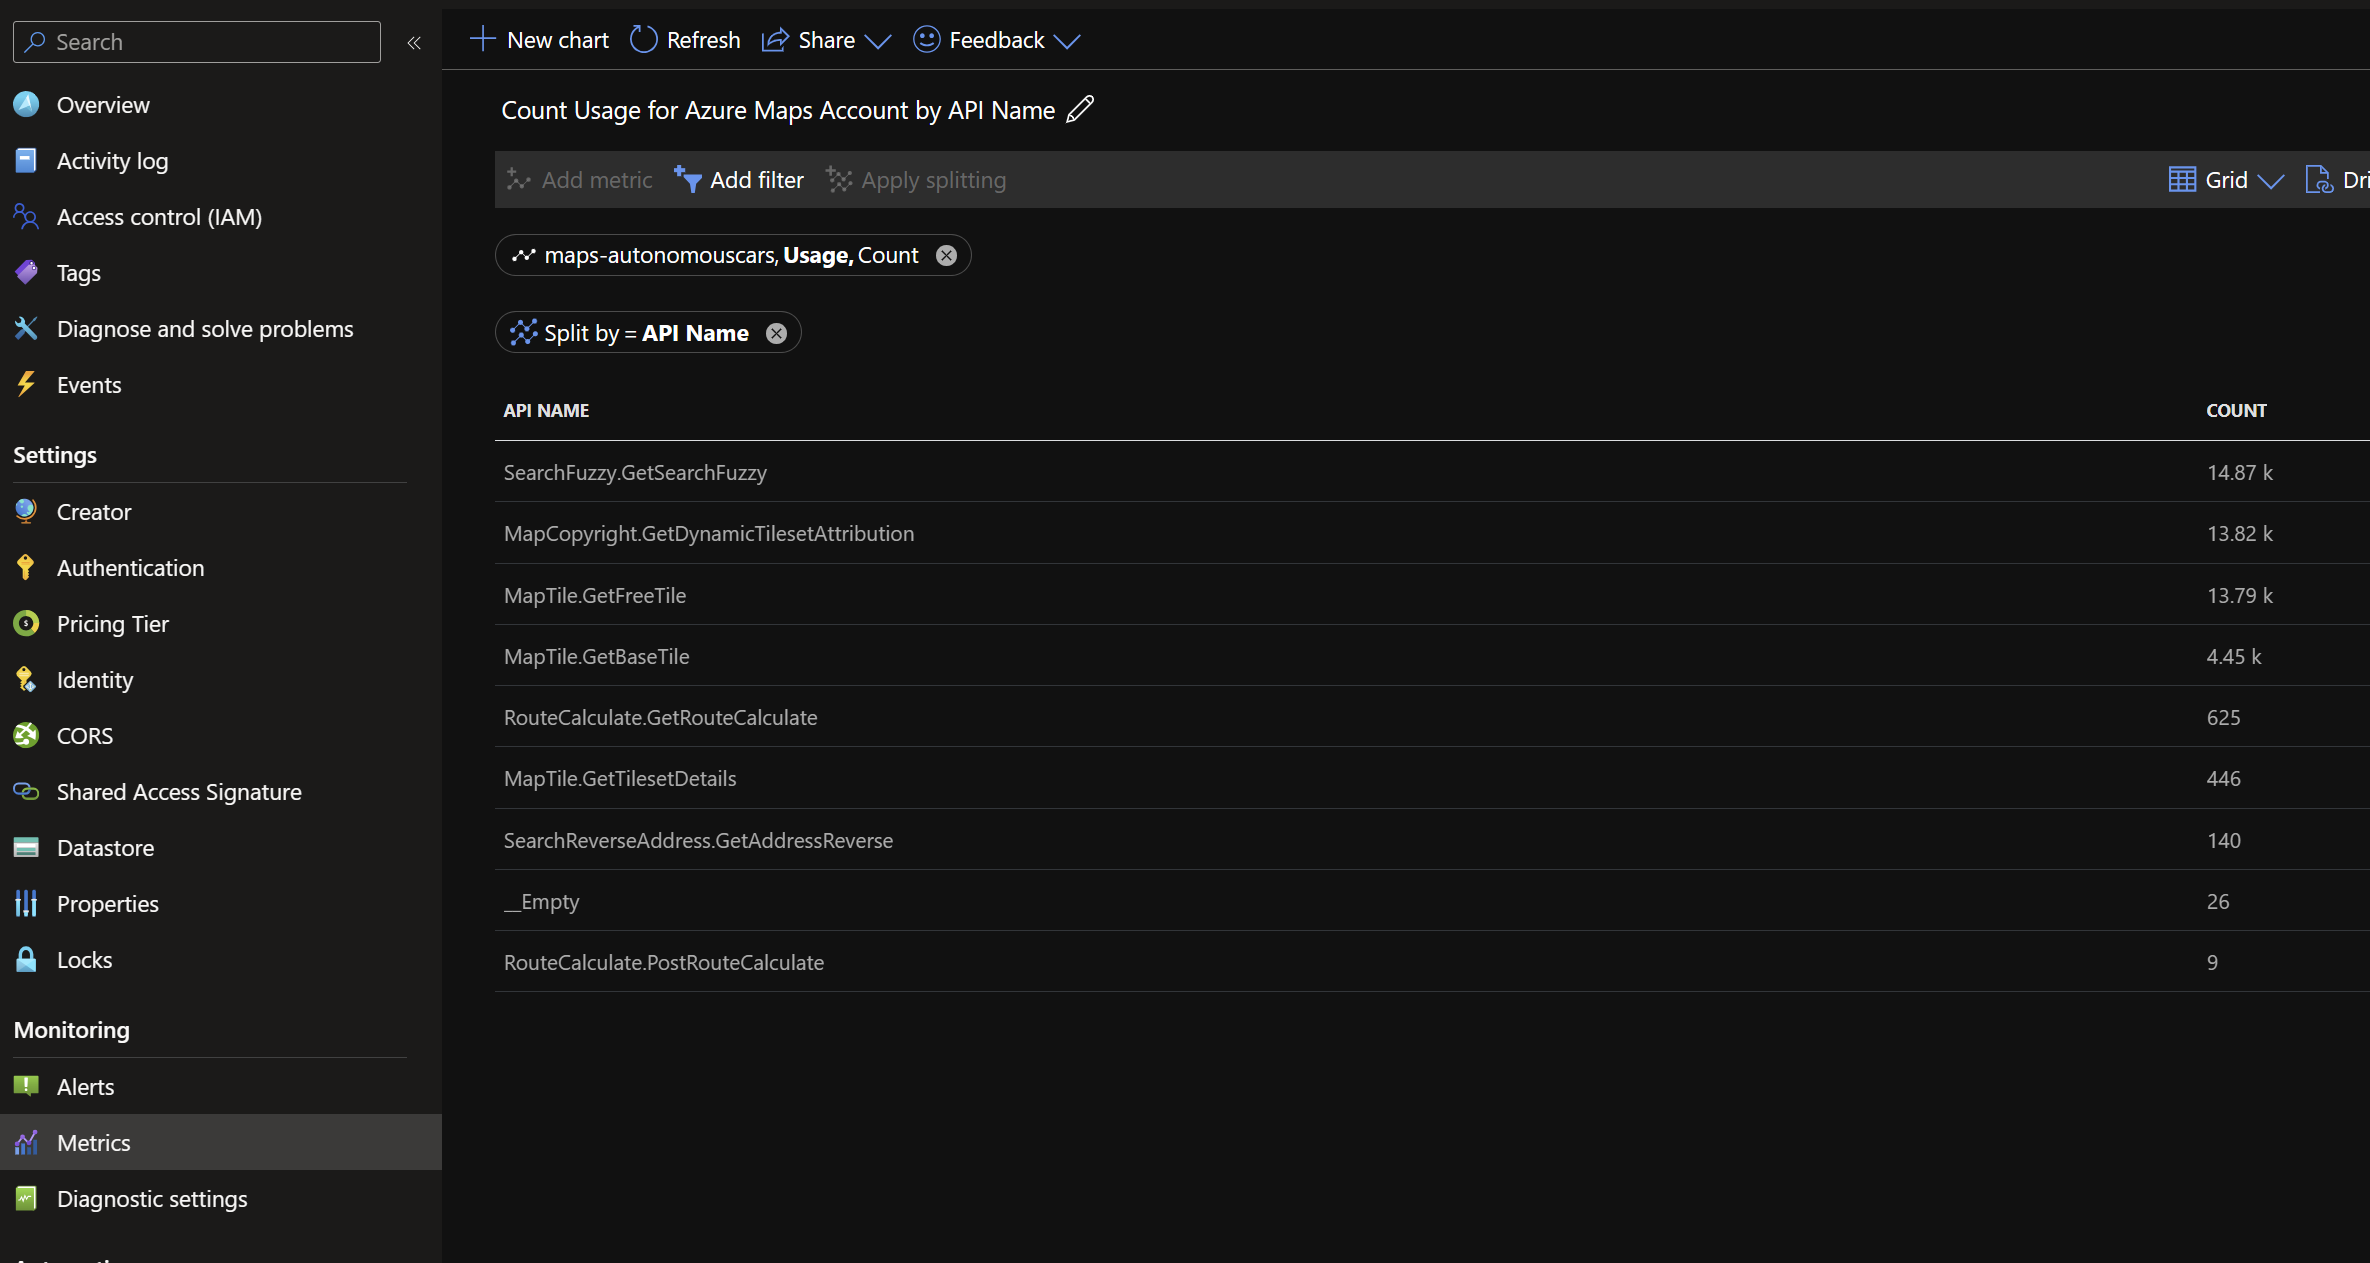 Search
Overview
Activity log
Access control (IAM)
Tags
Diagnose and solve problems
Events
Settings
Creator
Authentication
Pricing Tier
Identity
CORS
Shared Access Signature
Datastore
Properties
Locks
Monitoring
Alerts
Metrics
Diagnostic settings
New chart Refresh Share Feedback
Count Usage for Azure Maps Account by API Name
Add metric Add filter Apply splitting Grid
maps-autonomouscars, Usage, Count
Split by = API Name
API NAME COUNT
SearchFuzzy.GetSearchFuzzy 14.87 k
MapCopyright.GetDynamicTilesetAttribution 13.82 k
MapTile.GetFreeTile 13.79 k
MapTile.GetBaseTile 4.45 k
RouteCalculate.GetRouteCalculate 625
MapTile.GetTilesetDetails 446
SearchReverseAddress.GetAddressReverse 140
__Empty 26
RouteCalculate.PostRouteCalculate 9